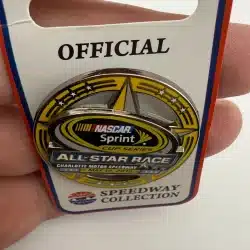 OFFICIAL
NASCAR
Sprint
CUP SERIES
ALL-STAR RACE
CHARLOTTE MOTOR SPEEDWAY
SPEEDWAY
COLLECTION